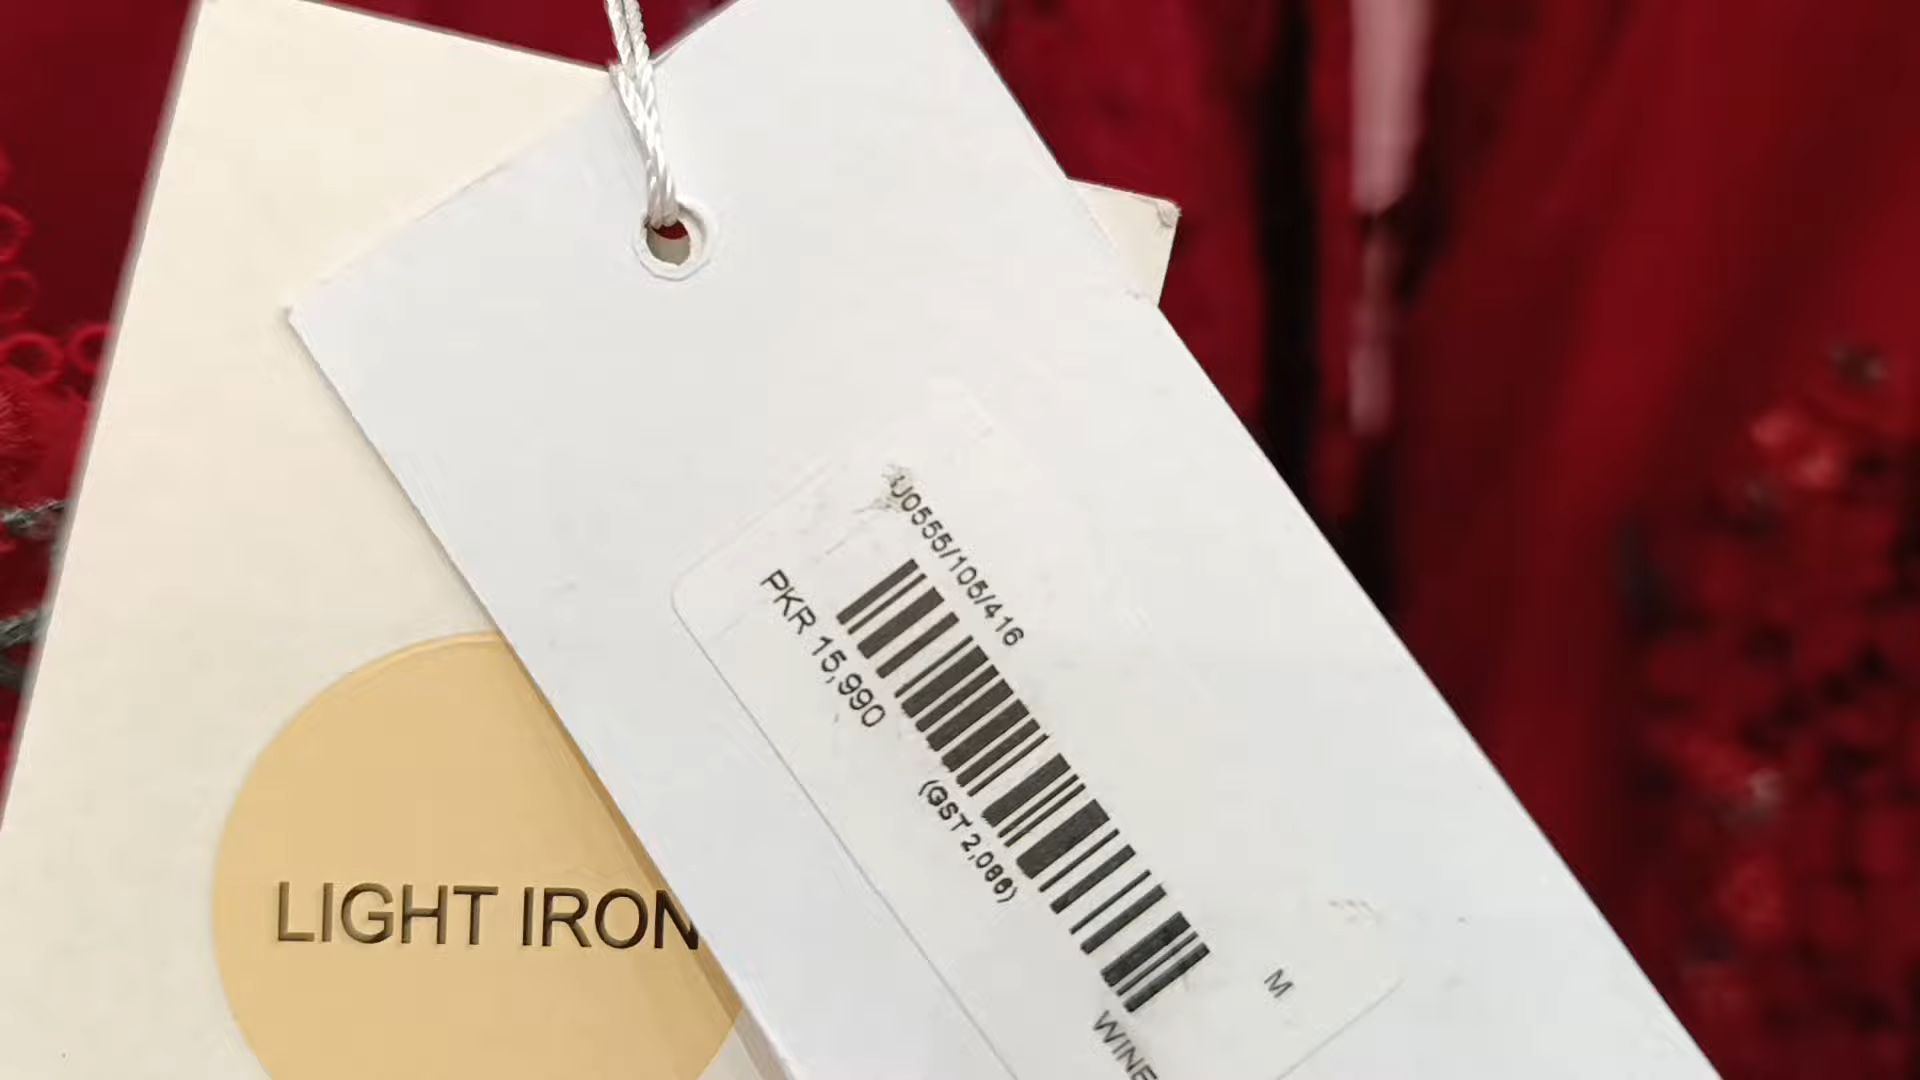 U0555/105/416
PKR 15,990
(GST 2,086)
M
WINE
LIGHT IRON